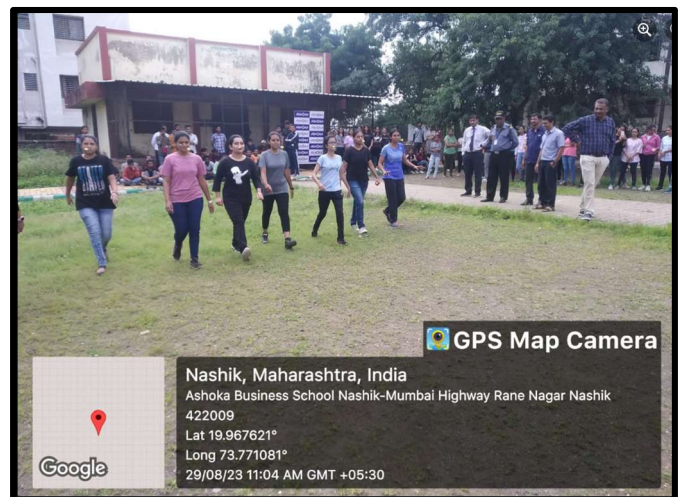 GPS Map Camera
Nashik, Maharashtra, India
Ashoka Business School Nashik-Mumbai Highway Rane Nagar Nashik
422009
Lat 19.967621°
Long 73.771081°
29/08/23 11:04 AM GMT +05:30
Google